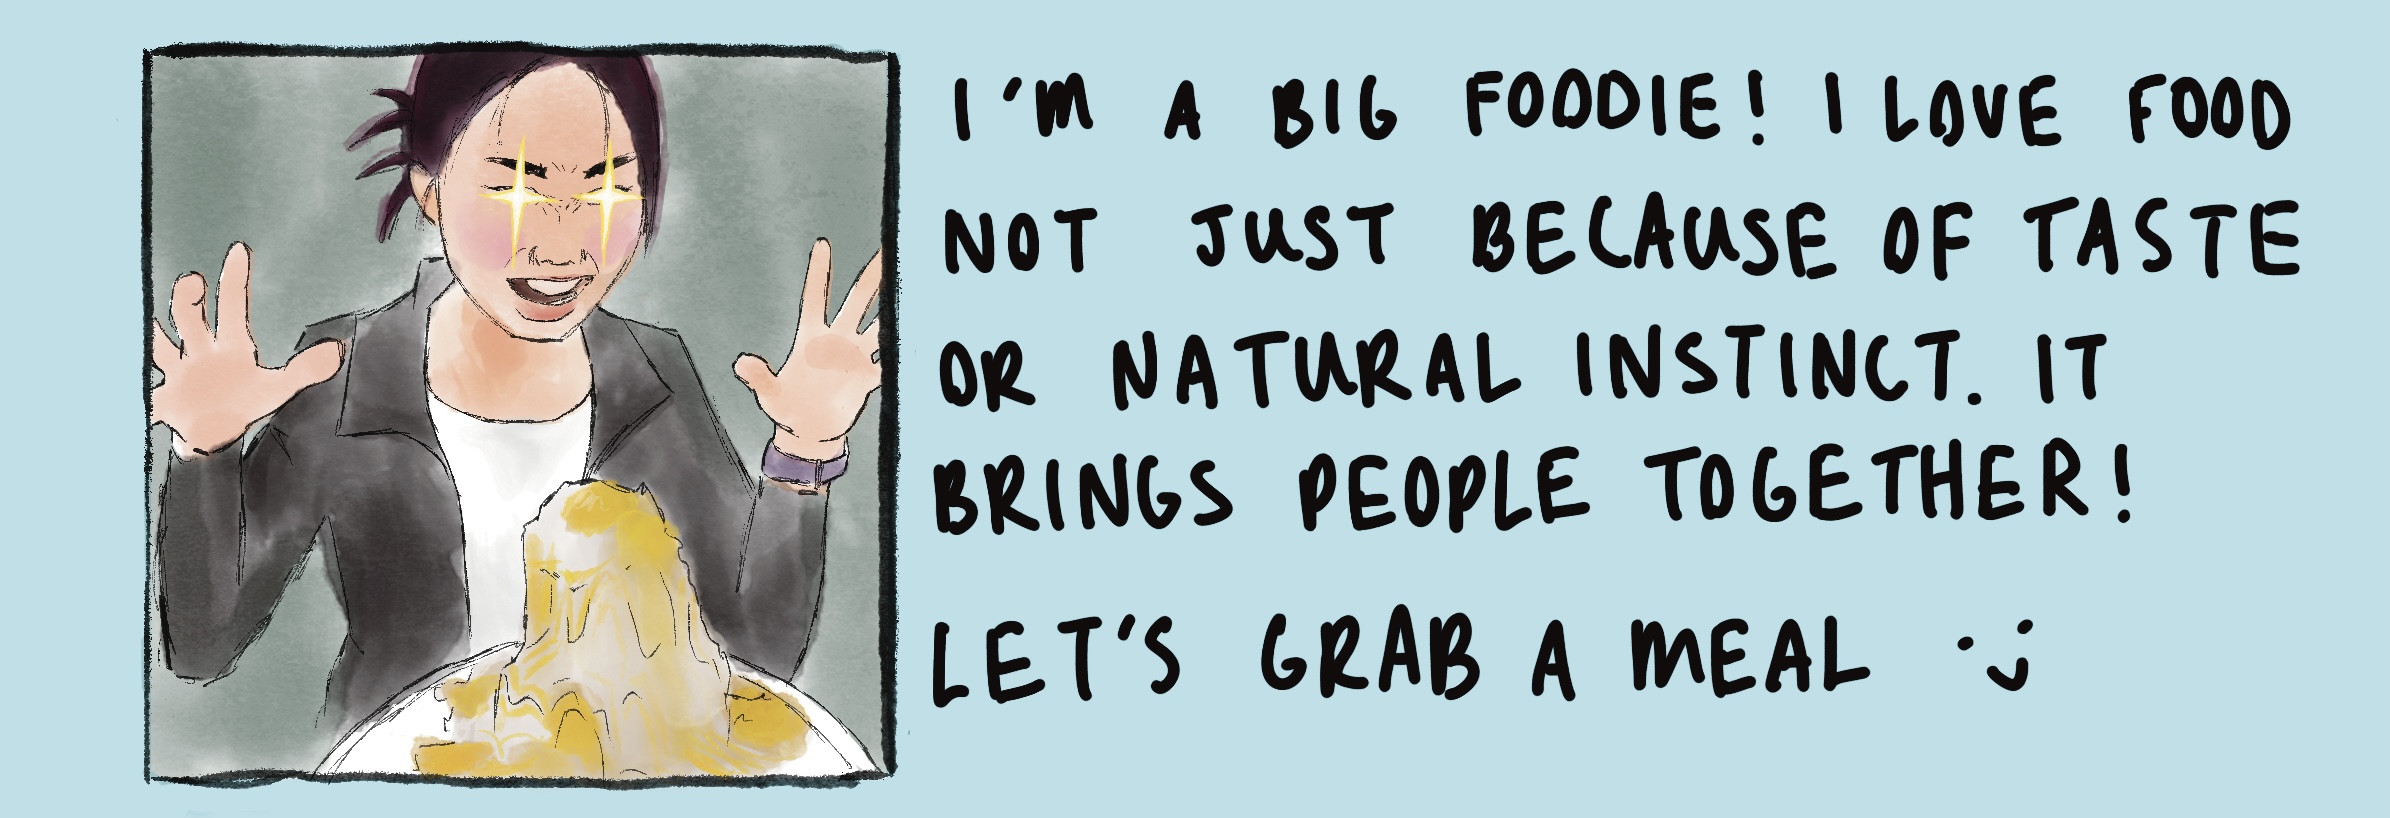 I'M A BIG FOODIE! I LOVE FOOD
NOT JUST BECAUSE OF TASTE
OR NATURAL INSTINCT. IT
BRINGS PEOPLE TOGETHER!
LET'S GRAB A MEAL :)